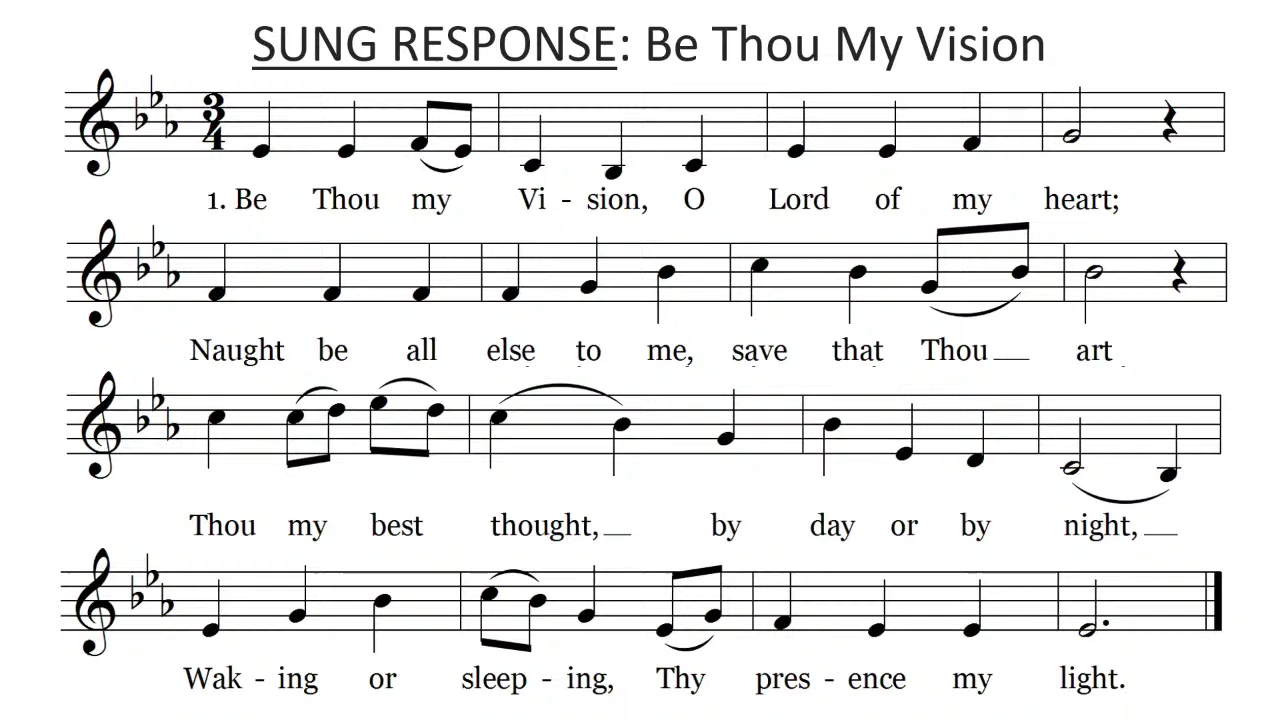 SUNG RESPONSE: Be Thou My Vision
3
4
1. Be Thou my Vi - sion, O Lord of my heart;
Naught be all else to me, save that Thou art
Thou my best thought, by day or by night,
Wak - ing or sleep - ing, Thy pres - ence my light.